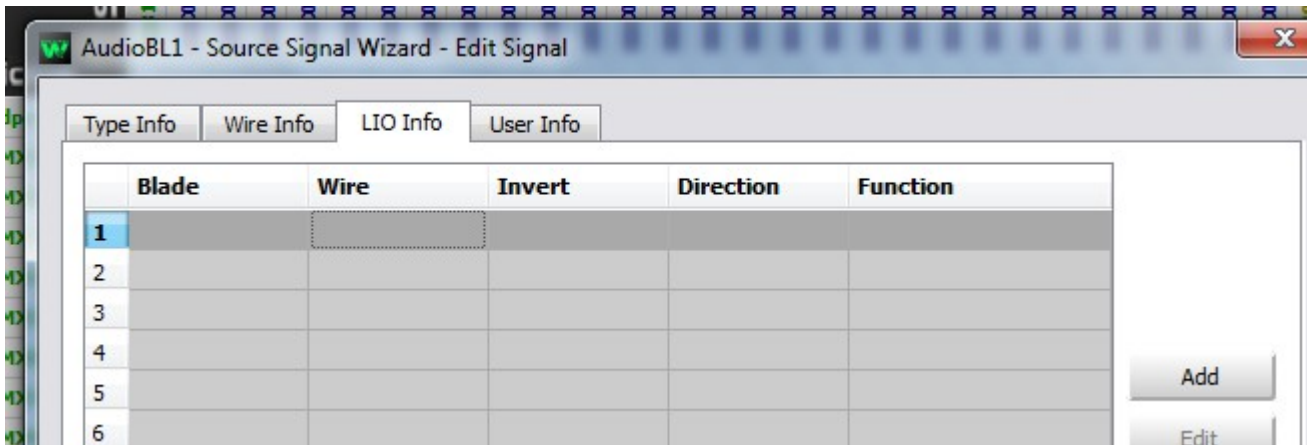 AudioBL1 - Source Signal Wizard - Edit Signal
Type Info Wire Info LIO Info User Info
Blade Wire Invert Direction Function
1
2
3
4
5
6
Add
Edit